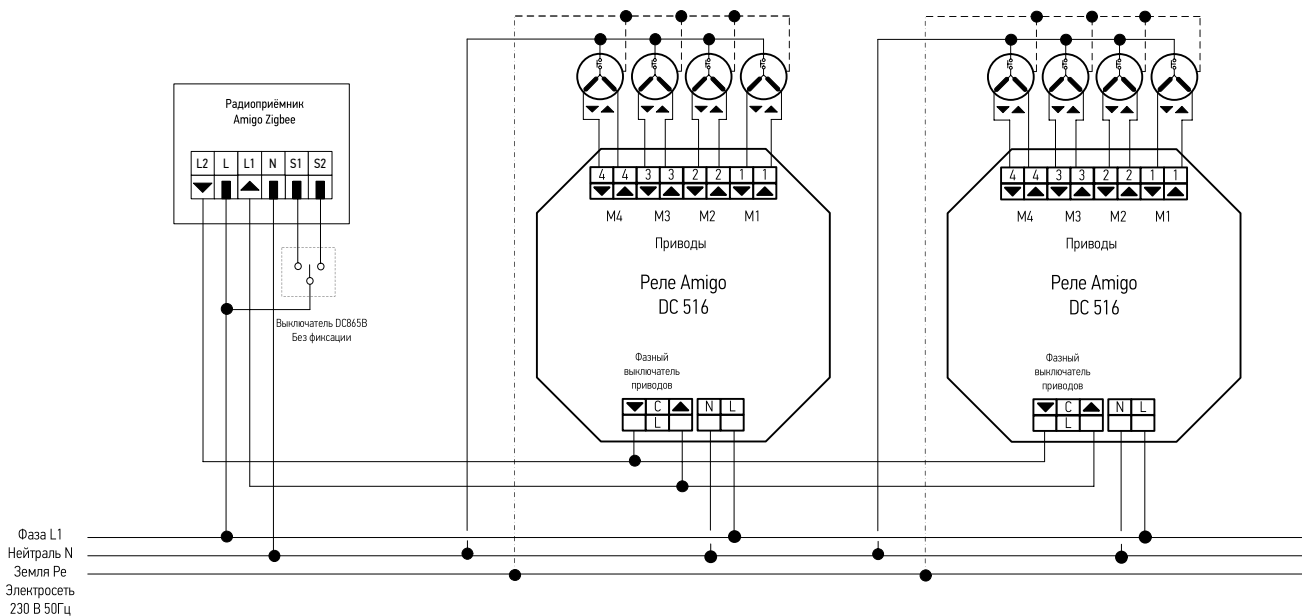 Радиоприёмник
Amigo Zigbee
L2 L L1 N S1 S2
Выключатель DC865B
Без фиксации
4 4 3 3 2 2 1 1
M4 M3 M2 M1
Приводы
Реле Amigo
DC 516
Фазный
выключатель
приводов
C N L
L
4 4 3 3 2 2 1 1
M4 M3 M2 M1
Приводы
Реле Amigo
DC 516
Фазный
выключатель
приводов
C N L
L
Фаза L1
Нейтраль N
Земля Pe
Электросеть
230 В 50Гц